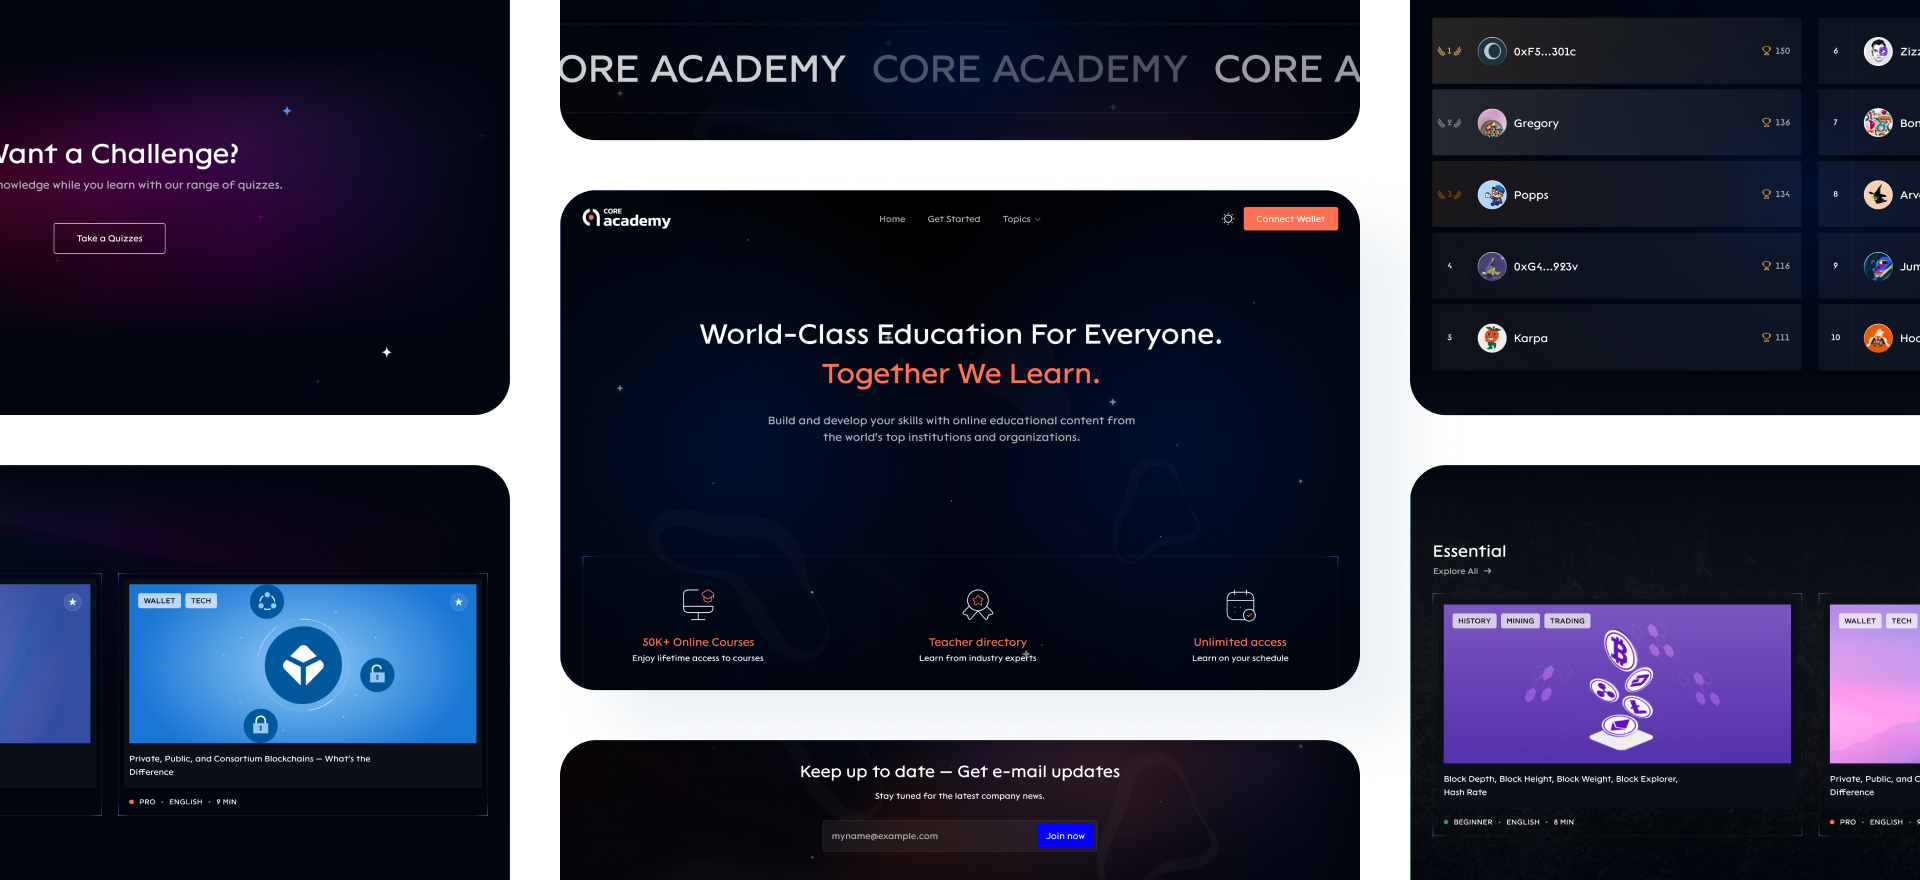 Want a Challenge?
nowledge while you learn with our range of quizzes.
Take a Quizzes
WALLET TECH
Private, Public, and Consortium Blockchains – What's the
Difference
PRO · ENGLISH · 9 MIN
ORE ACADEMY CORE ACADEMY CORE A
CORE
academy
Home Get Started Topics
Connect Wallet
World-Class Education For Everyone.
Together We Learn.
Build and develop your skills with online educational content from
the world's top institutions and organizations.
50K+ Online Courses
Enjoy lifetime access to courses
Teacher directory
Learn from industry experts
Unlimited access
Learn on your schedule
Keep up to date – Get e-mail updates
Stay tuned for the latest company news.
myname@example.com Join now
1 0xF5...301c 150
2 Gregory 136
3 Popps 134
4 0xG4...923v 116
5 Karpa 111
6 Ziz
7 Bon
8 Arv
9 Jum
10 Hoo
Essential
Explore All →
HISTORY MINING TRADING
Block Depth, Block Height, Block Weight, Block Explorer,
Hash Rate
BEGINNER · ENGLISH · 8 MIN
WALLET TECH
Private, Public, and C
Difference
PRO · ENGLISH · 9